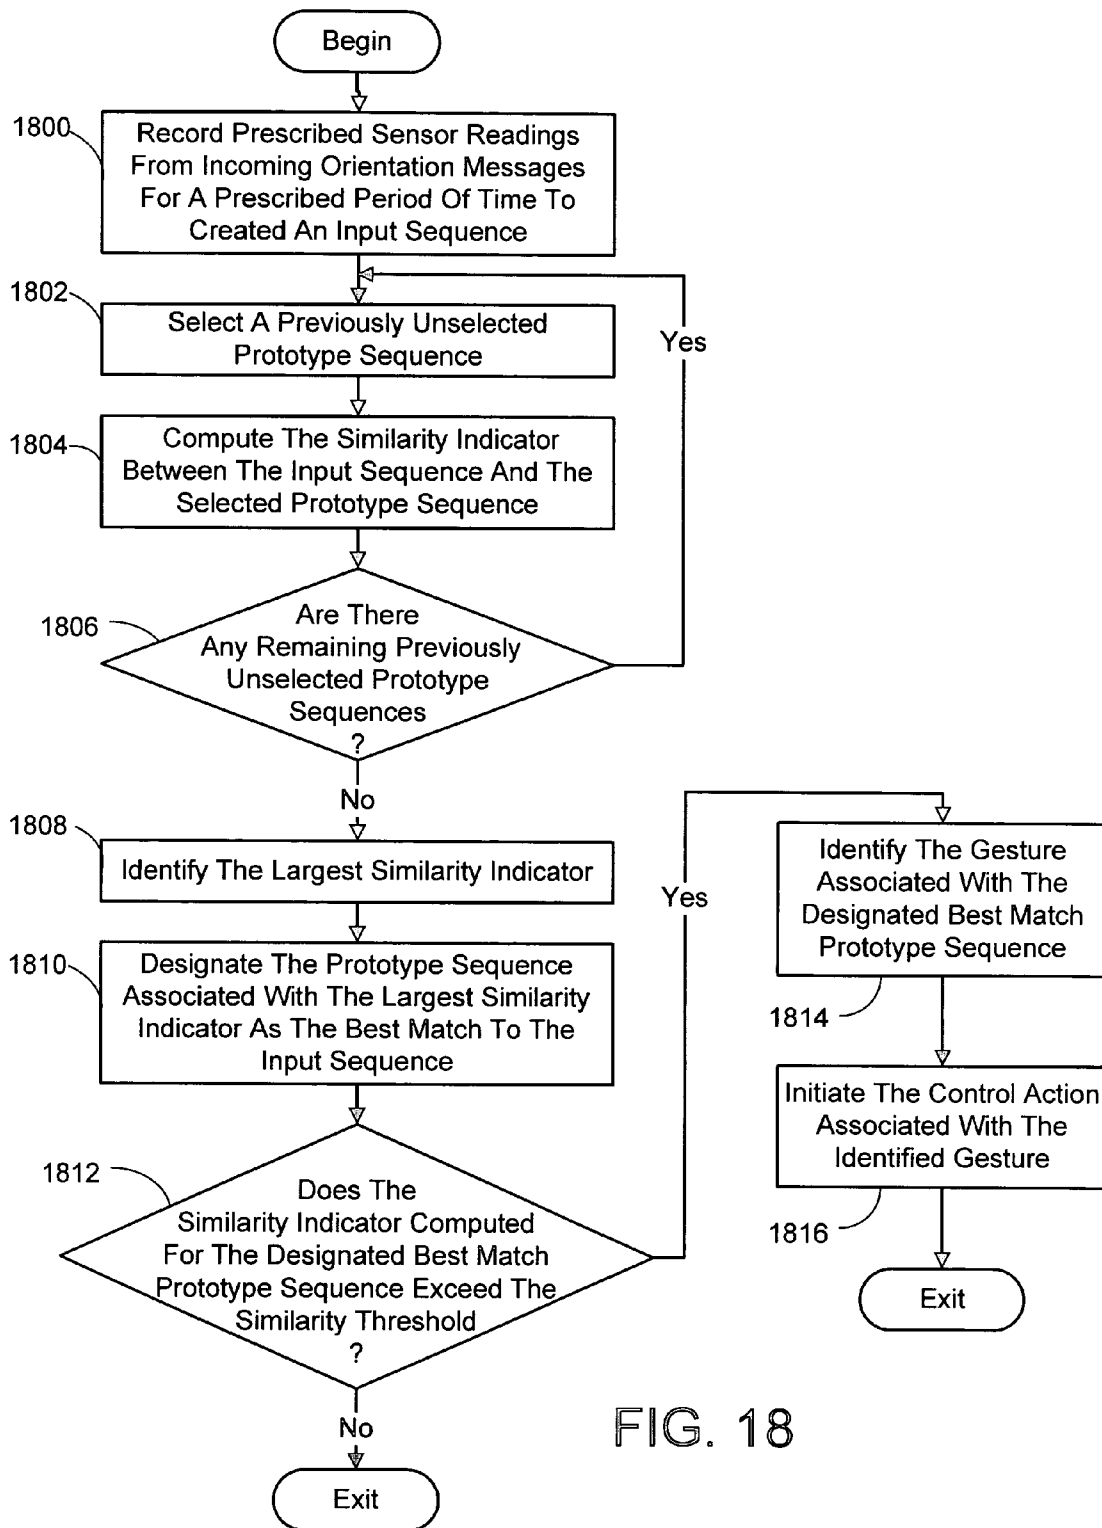 Begin
1800
Record Prescribed Sensor Readings
From Incoming Orientation Messages
For A Prescribed Period Of Time To
Created An Input Sequence
1802
Select A Previously Unselected
Prototype Sequence
Yes
1804
Compute The Similarity Indicator
Between The Input Sequence And The
Selected Prototype Sequence
1806
Are There
Any Remaining Previously
Unselected Prototype
Sequences
?
No
1808
Identify The Largest Similarity Indicator
1810
Designate The Prototype Sequence
Associated With The Largest Similarity
Indicator As The Best Match To The
Input Sequence
1812
Does The
Similarity Indicator Computed
For The Designated Best Match
Prototype Sequence Exceed The
Similarity Threshold
?
No
Exit
Yes
Identify The Gesture
Associated With The
Designated Best Match
Prototype Sequence
1814
Initiate The Control Action
Associated With The
Identified Gesture
1816
Exit
FIG. 18